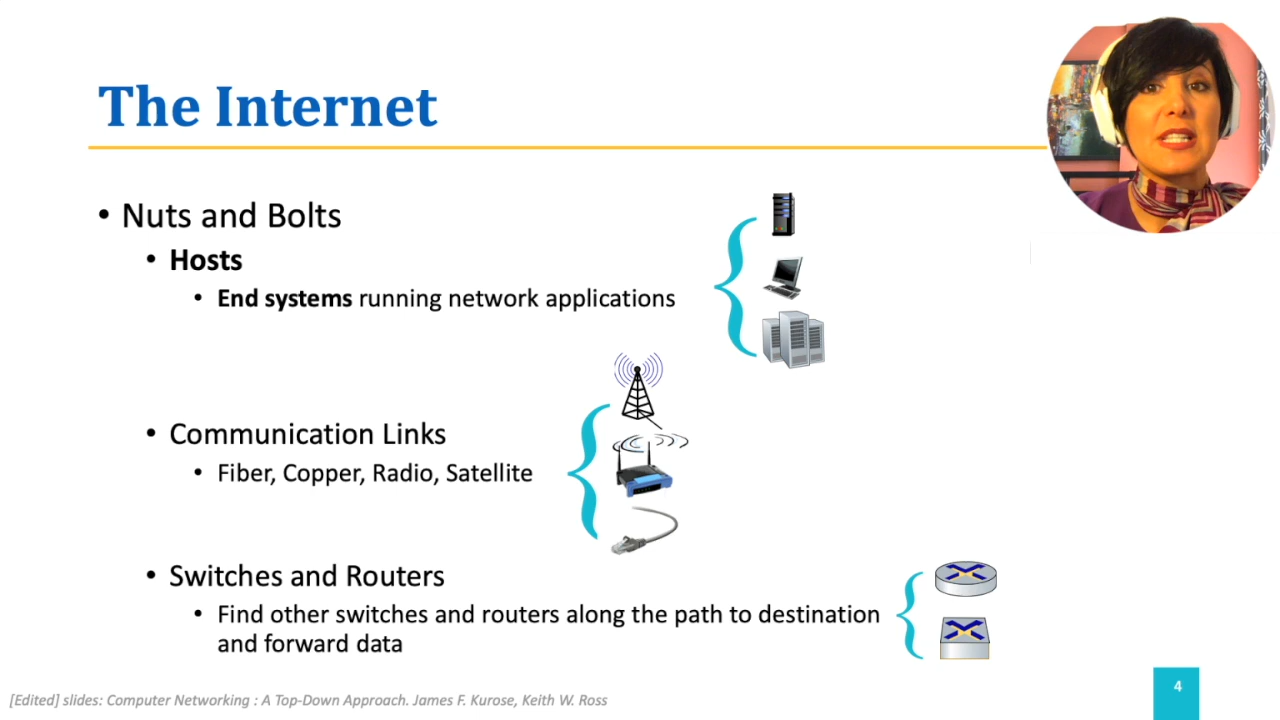 The Internet
• Nuts and Bolts
• Hosts
• End systems running network applications
• Communication Links
• Fiber, Copper, Radio, Satellite
• Switches and Routers
• Find other switches and routers along the path to destination
and forward data
[Edited] slides: Computer Networking : A Top-Down Approach. James F. Kurose, Keith W. Ross
4